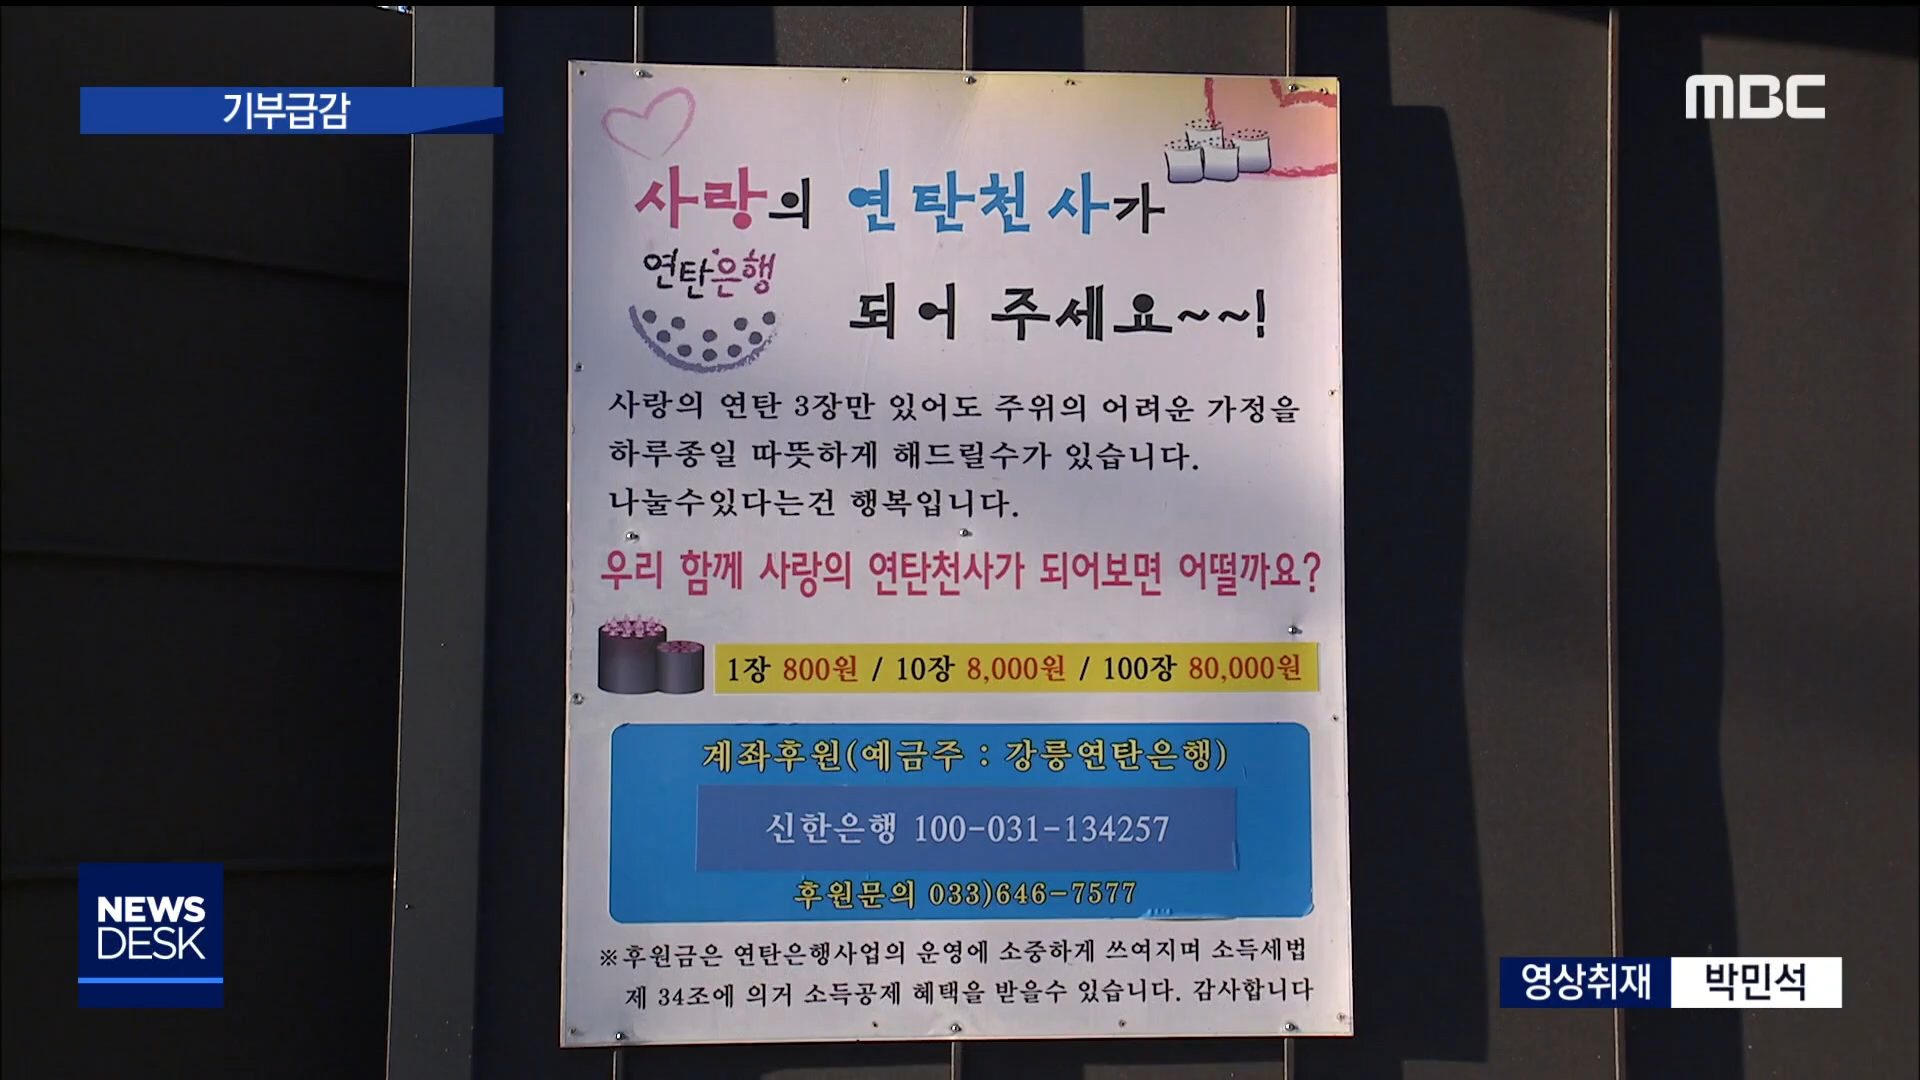 기부급감
MBC
사랑의 연탄천사가
연탄은행
되어 주세요~~!
사랑의 연탄 3장만 있어도 주위의 어려운 가정을
하루종일 따뜻하게 해드릴수가 있습니다.
나눌수있다는건 행복입니다.
우리 함께 사랑의 연탄천사가 되어보면 어떨까요?
1장 800원 / 10장 8,000원 / 100장 80,000원
계좌후원(예금주 : 강릉연탄은행)
신한은행 100-031-134257
후원문의 033)646-7577
※후원금은 연탄은행사업의 운영에 소중하게 쓰여지며 소득세법
제 34조에 의거 소득공제 혜택을 받을수 있습니다. 감사합니다
NEWS
DESK
영상취재 박민석